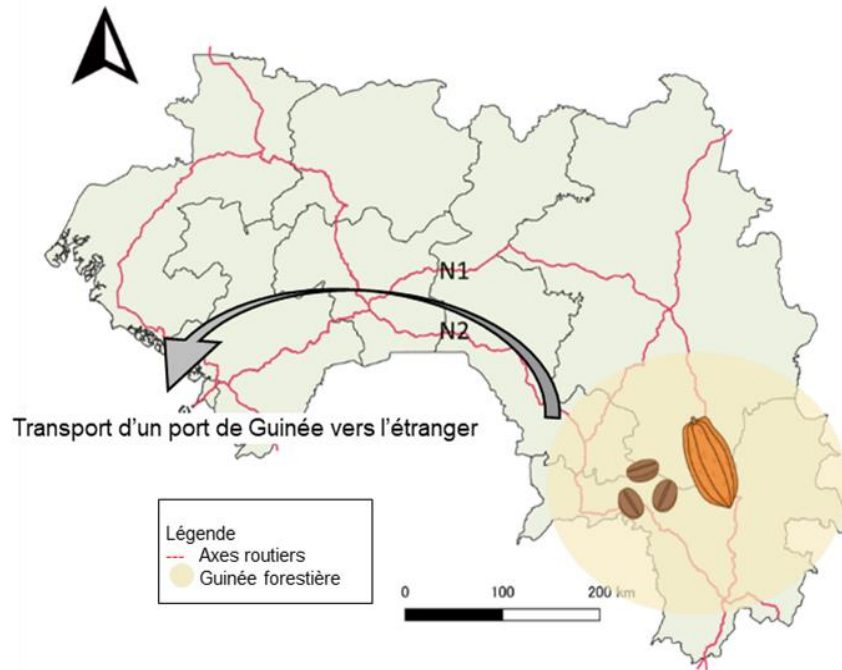 N1
N2
Transport d’un port de Guinée vers l’étranger
Légende
--- Axes routiers
Guinée forestière
0 100 200 km